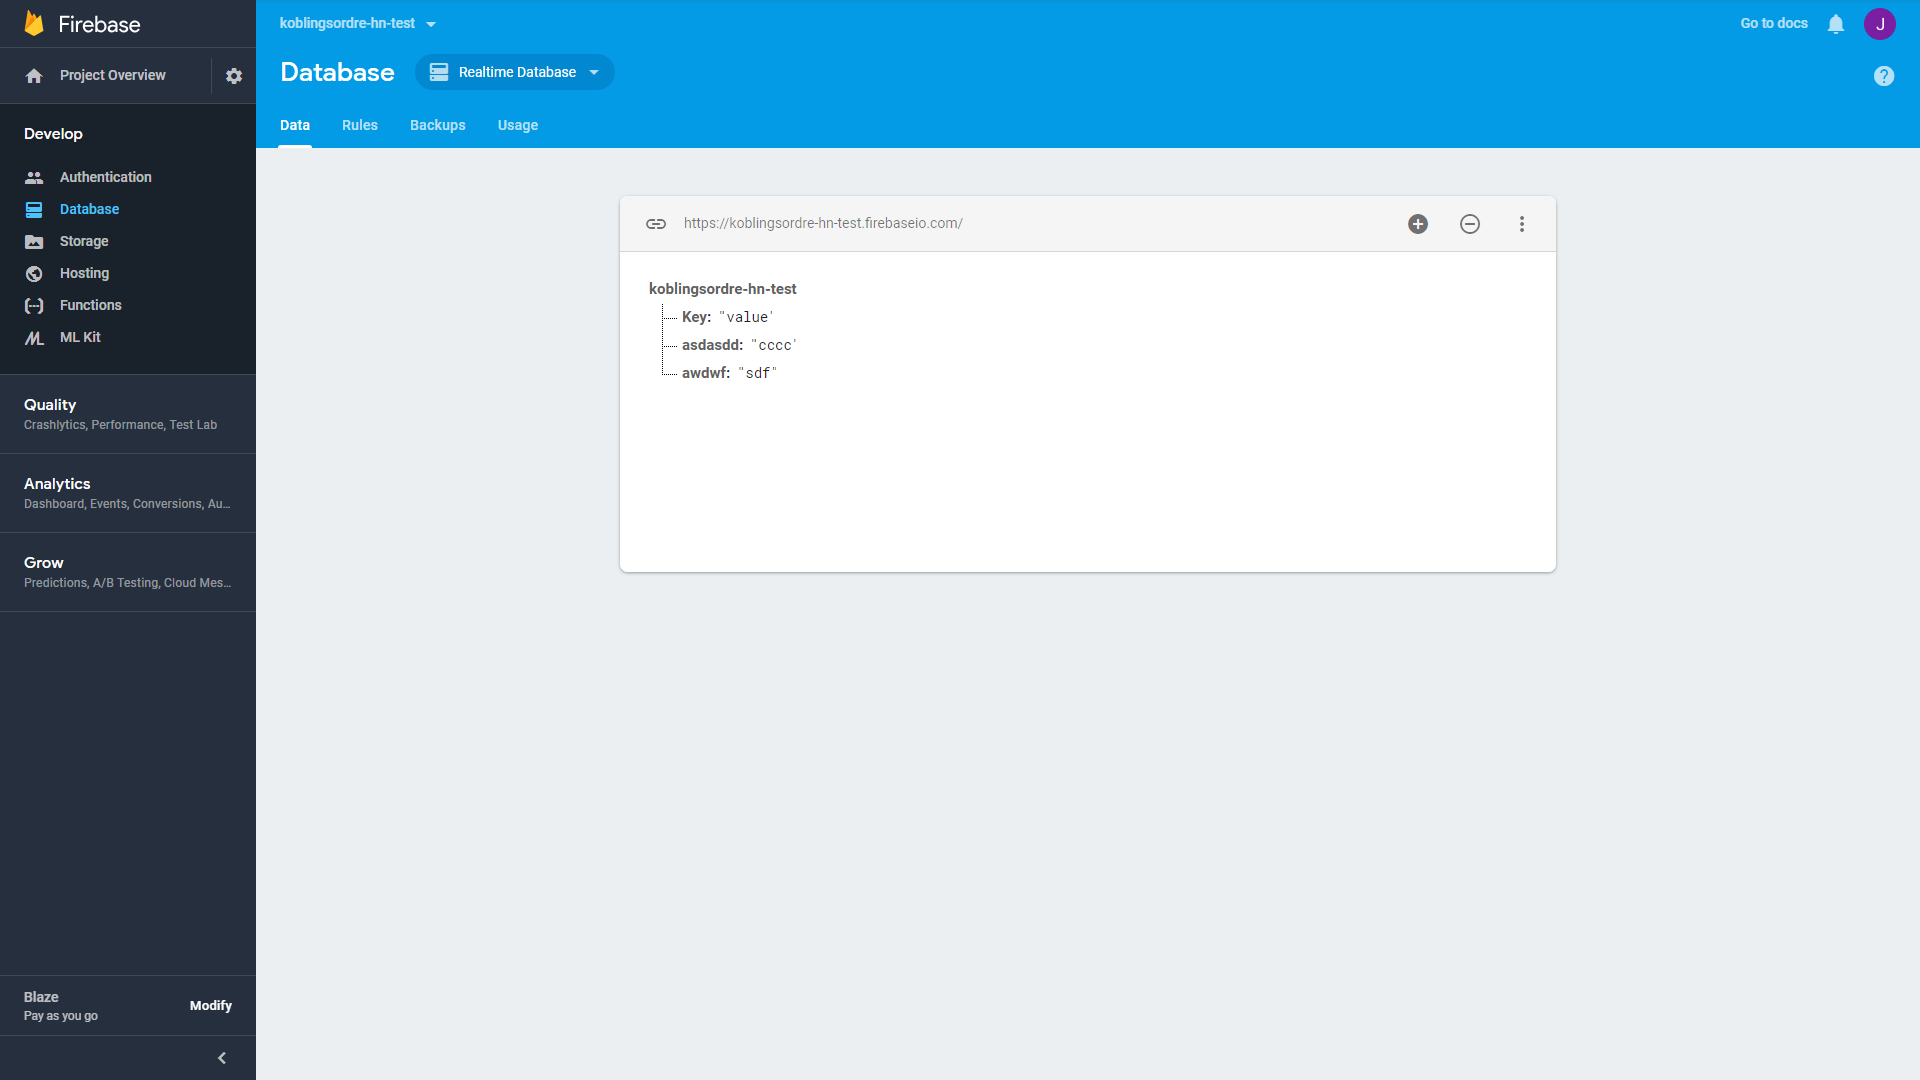 Firebase
Project Overview
Develop
Authentication
Database
Storage
Hosting
Functions
ML Kit
Quality
Crashlytics, Performance, Test Lab
Analytics
Dashboard, Events, Conversions, Au...
Grow
Predictions, A/B Testing, Cloud Mes...
Blaze
Pay as you go
Modify
koblingsordre-hn-test
Go to docs
J
Database
Realtime Database
Data
Rules
Backups
Usage
https://koblingsordre-hn-test.firebaseio.com/
koblingsordre-hn-test
Key: "value'
asdasdd: "cccc'
awdwf: "sdf"